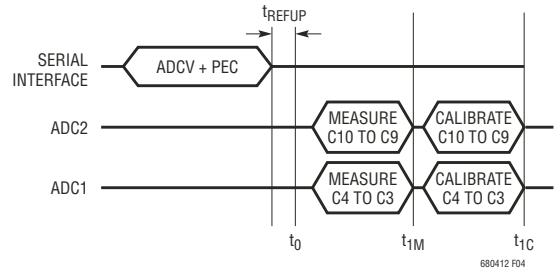 tREFUP
SERIAL
INTERFACE
ADCV + PEC
ADC2
MEASURE
C10 TO C9
CALIBRATE
C10 TO C9
ADC1
MEASURE
C4 TO C3
CALIBRATE
C4 TO C3
t0
t1M
t1C
680412 F04